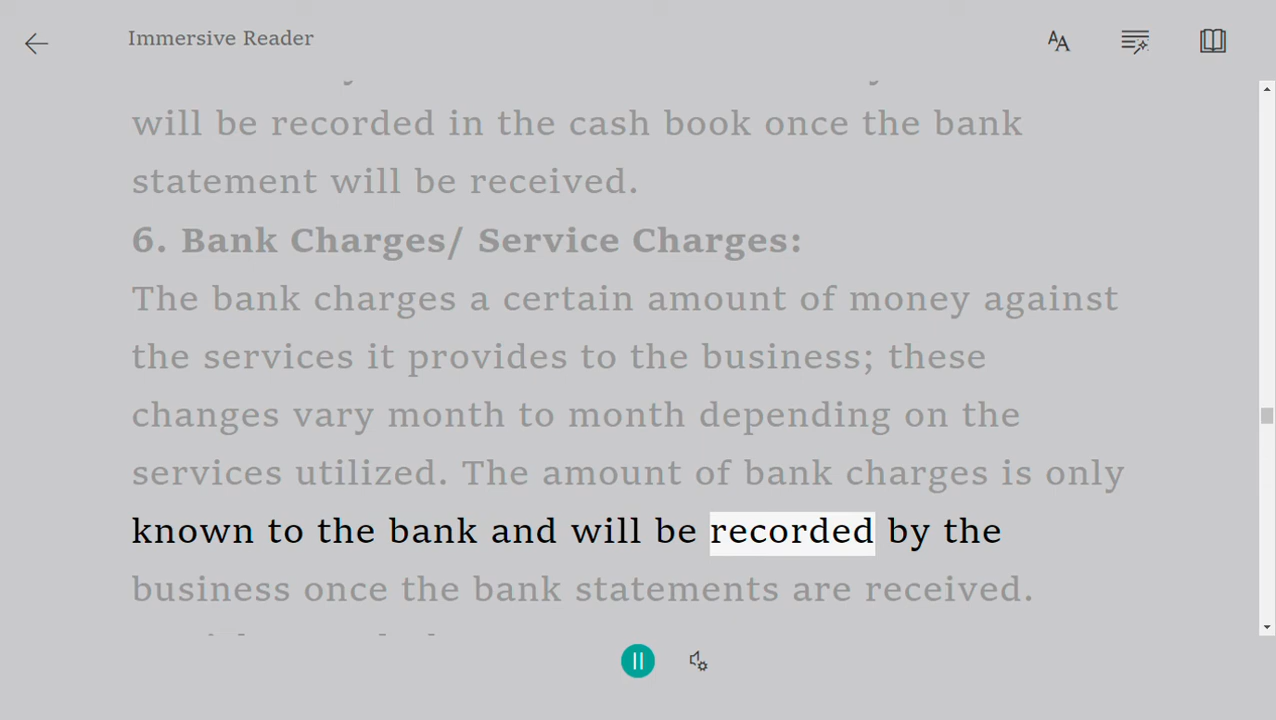 Immersive Reader
will be recorded in the cash book once the bank
statement will be received.
6. Bank Charges/ Service Charges:
The bank charges a certain amount of money against
the services it provides to the business; these
changes vary month to month depending on the
services utilized. The amount of bank charges is only
known to the bank and will be recorded by the
business once the bank statements are received.